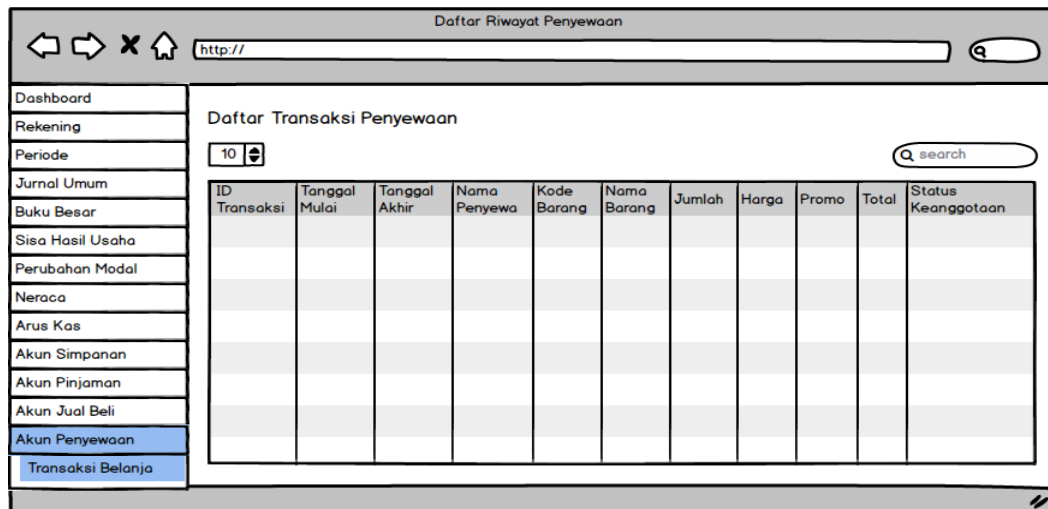 Daftar Riwayat Penyewaan
http://
Dashboard
Rekening
Periode
Jurnal Umum
Buku Besar
Sisa Hasil Usaha
Perubahan Modal
Neraca
Arus Kas
Akun Simpanan
Akun Pinjaman
Akun Jual Beli
Akun Penyewaan
Transaksi Belanja
Daftar Transaksi Penyewaan
10
search
ID Transaksi
Tanggal Mulai
Tanggal Akhir
Nama Penyewa
Kode Barang
Nama Barang
Jumlah
Harga
Promo
Total
Status Keanggotaan